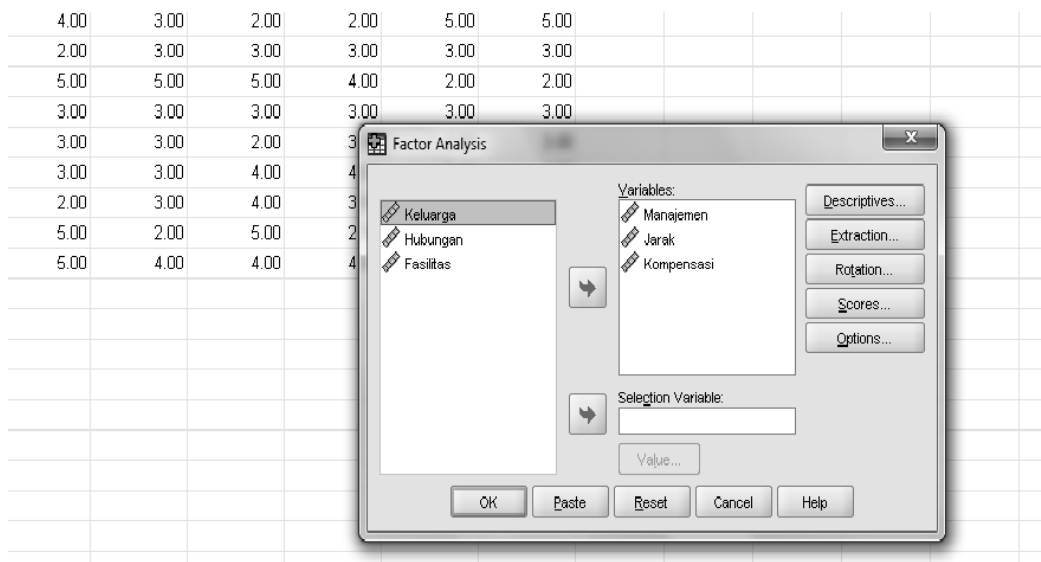 4.00 3.00 2.00 2.00 5.00 5.00
2.00 3.00 3.00 3.00 3.00 3.00
5.00 5.00 5.00 4.00 2.00 2.00
3.00 3.00 3.00 3.00 3.00 3.00
3.00 3.00 2.00 3
3.00 3.00 4.00 4
2.00 3.00 4.00 3
5.00 2.00 5.00 2
5.00 4.00 4.00 4
Factor Analysis
Keluarga
Hubungan
Fasilitas
Variables:
Manajemen
Jarak
Kompensasi
Selection Variable:
Value...
Descriptives...
Extraction...
Rotation...
Scores...
Options...
OK Paste Reset Cancel Help